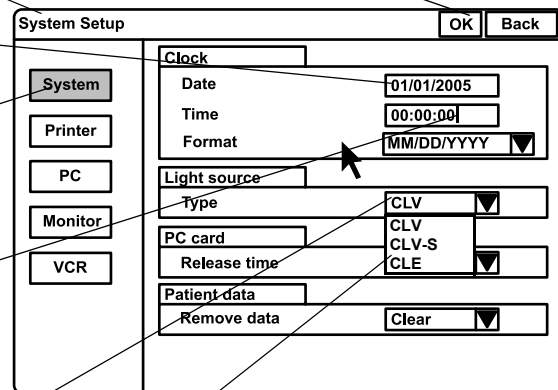 System Setup OK Back
Clock
System Date 01/01/2005
Time 00:00:00
Printer Format MM/DD/YYYY
PC Light source
Type CLV
Monitor CLV
PC card CLV-S
VCR Release time CLE
Patient data
Remove data Clear